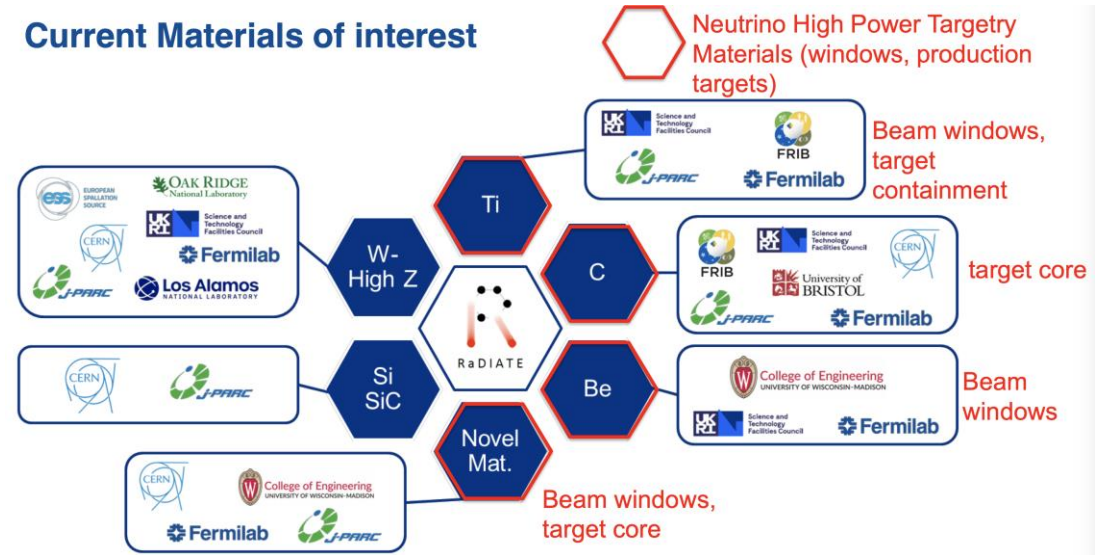 Current Materials of interest
Neutrino High Power Targetry
Materials (windows, production
targets)
UKRI Science and
Technology
Facilities Council
FRIB
J-PARC
Fermilab
Beam windows,
target
containment
Ti
ess EUROPEAN
SPALLATION
SOURCE
OAK RIDGE
National Laboratory
CERN
UKRI Science and
Technology
Facilities Council
Fermilab
J-PARC
Los Alamos
NATIONAL LABORATORY
W-
High Z
C
FRIB
UKRI Science and
Technology
Facilities Council
CERN
University of
BRISTOL
J-PARC
Fermilab
target core
R
RaDIATE
CERN
J-PARC
Si
SiC
Be
W
College of Engineering
UNIVERSITY OF WISCONSIN-MADISON
UKRI Science and
Technology
Facilities Council
Fermilab
Beam
windows
Novel
Mat.
CERN
W
College of Engineering
UNIVERSITY OF WISCONSIN-MADISON
Fermilab
J-PARC
Beam windows,
target core